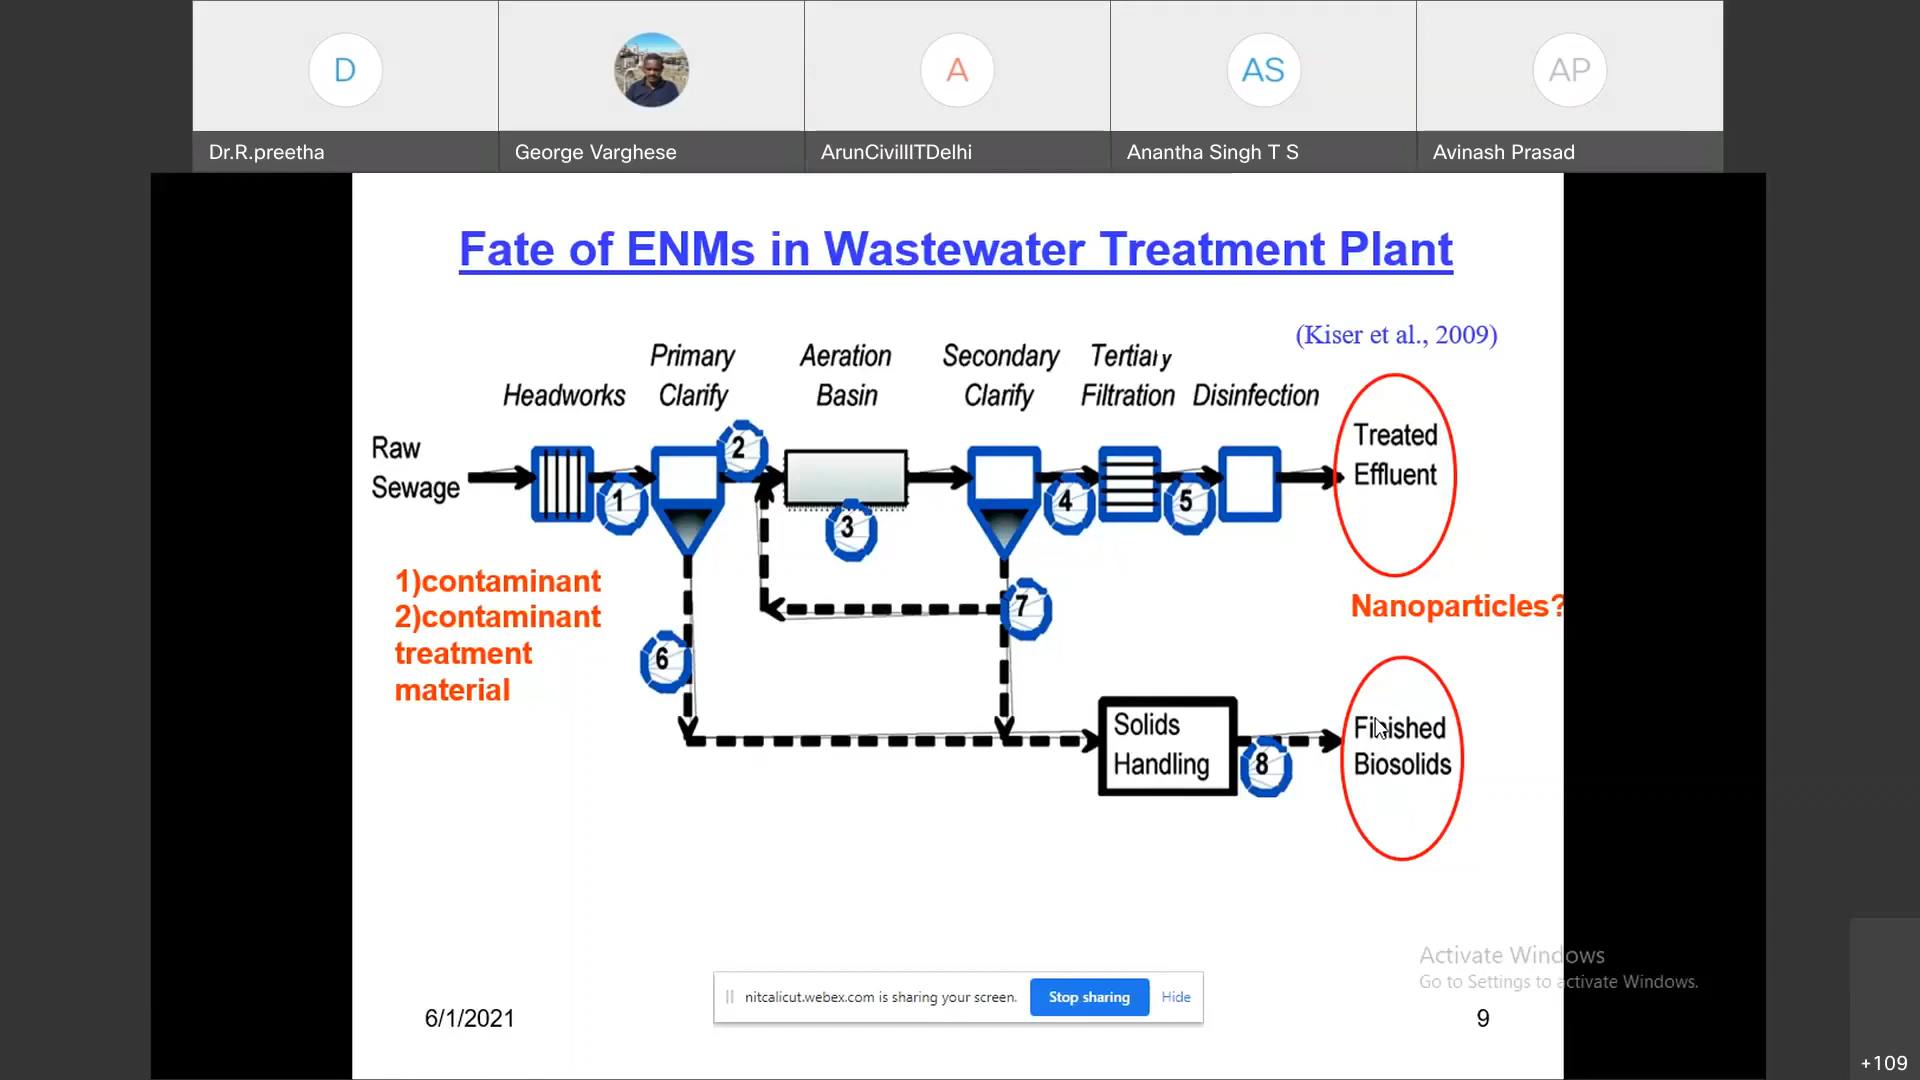 D
A
AS
AP
Dr.R.preetha
George Varghese
ArunCivilIITDelhi
Anantha Singh T S
Avinash Prasad
Fate of ENMs in Wastewater Treatment Plant
(Kiser et al., 2009)
Headworks
Primary
Clarify
Aeration
Basin
Secondary
Clarify
Tertiary
Filtration
Disinfection
Raw
Sewage
1
2
3
4
5
Treated
Effluent
1)contaminant
2)contaminant
treatment
material
6
7
Nanoparticles?
Solids
Handling
8
Finished
Biosolids
Activate Windows
Go to Settings to activate Windows.
nitcalicut.webex.com is sharing your screen.
Stop sharing
Hide
6/1/2021
9
+109